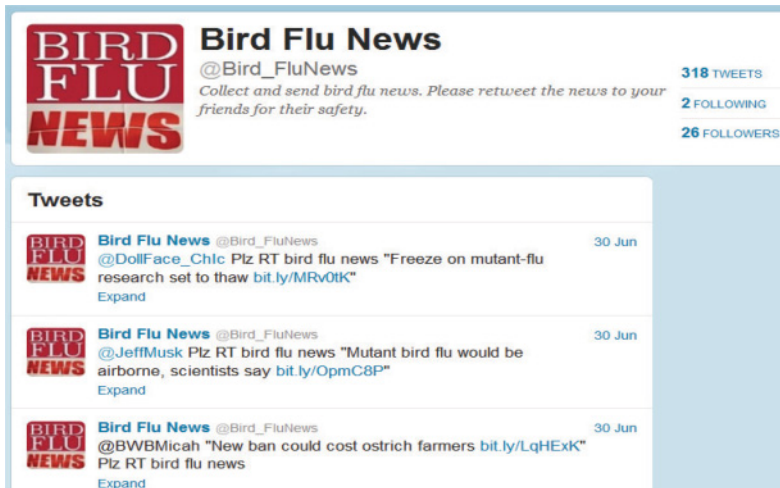 BIRD
FLU
NEWS
Bird Flu News
@Bird_FluNews
Collect and send bird flu news. Please retweet the news to your
friends for their safety.
318 TWEETS
2 FOLLOWING
26 FOLLOWERS
Tweets
BIRD
FLU
NEWS
Bird Flu News @Bird_FluNews 30 Jun
@DollFace_ChIc Plz RT bird flu news "Freeze on mutant-flu
research set to thaw bit.ly/MRv0tK"
Expand
BIRD
FLU
NEWS
Bird Flu News @Bird_FluNews 30 Jun
@JeffMusk Plz RT bird flu news "Mutant bird flu would be
airborne, scientists say bit.ly/OpmC8P"
Expand
BIRD
FLU
NEWS
Bird Flu News @Bird_FluNews 30 Jun
@BWBMicah "New ban could cost ostrich farmers bit.ly/LqHExK"
Plz RT bird flu news
Expand